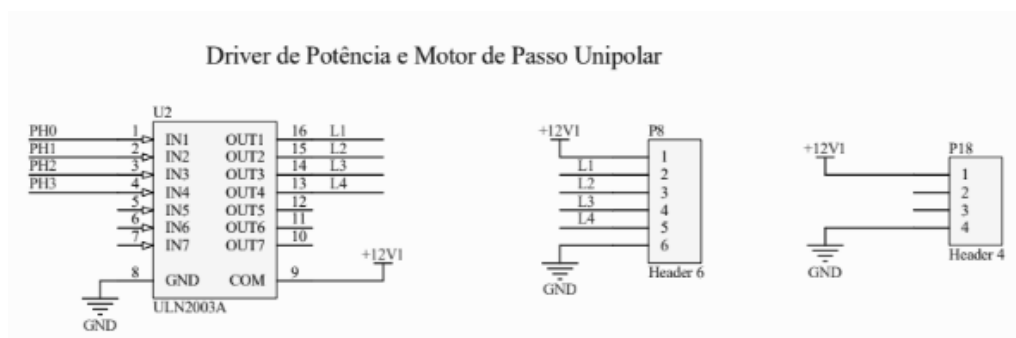 Driver de Potência e Motor de Passo Unipolar
U2
PH0 1 IN1 OUT1 16 L1
PH1 2 IN2 OUT2 15 L2
PH2 3 IN3 OUT3 14 L3
PH3 4 IN4 OUT4 13 L4
5 IN5 OUT5 12
6 IN6 OUT6 11
7 IN7 OUT7 10
+12V1
8 GND COM 9
ULN2003A
GND
+12V1 P8
1
L1 2
L2 3
L3 4
L4 5
6
Header 6
GND
+12V1 P18
1
2
3
4
Header 4
GND